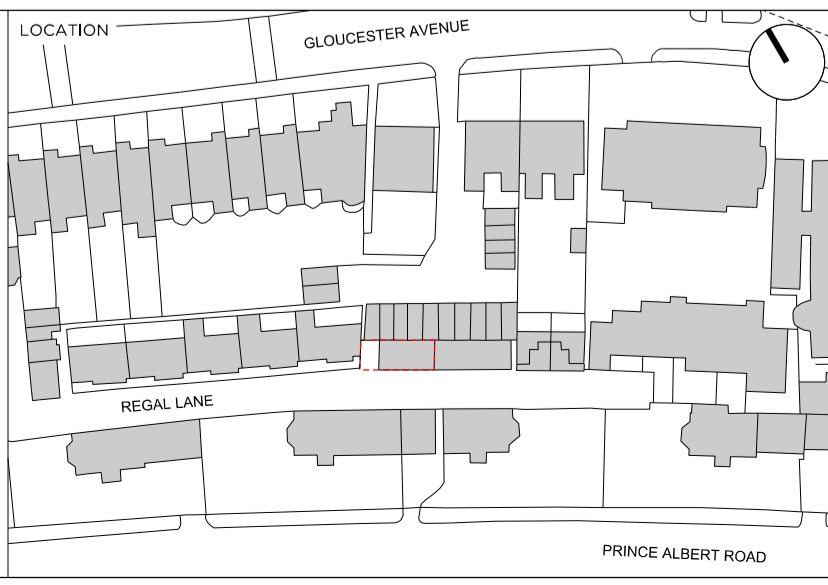 LOCATION
GLOUCESTER AVENUE
REGAL LANE
PRINCE ALBERT ROAD